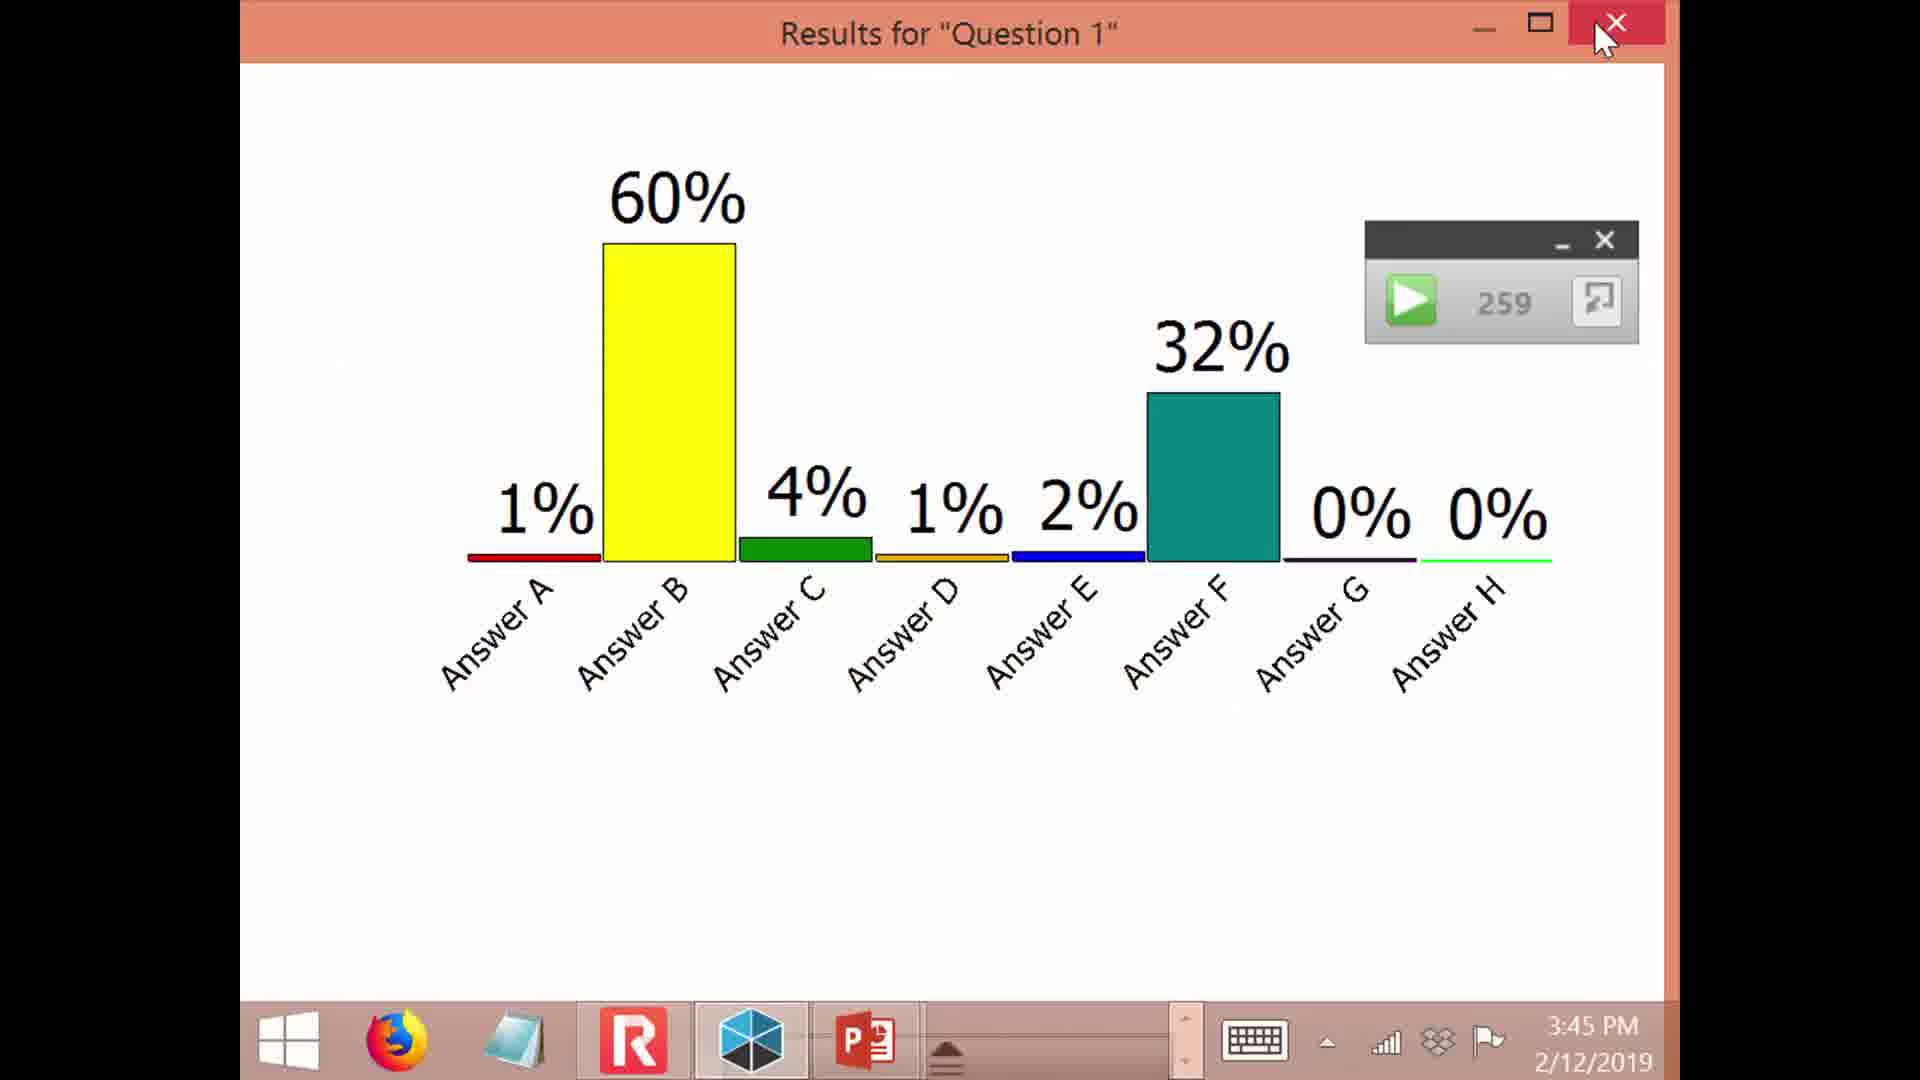 Results for "Question 1"
60%
259
32%
1%
4%
1%
2%
0%
0%
Answer A
Answer B
Answer C
Answer D
Answer E
Answer F
Answer G
Answer H
R
P
3:45 PM
2/12/2019